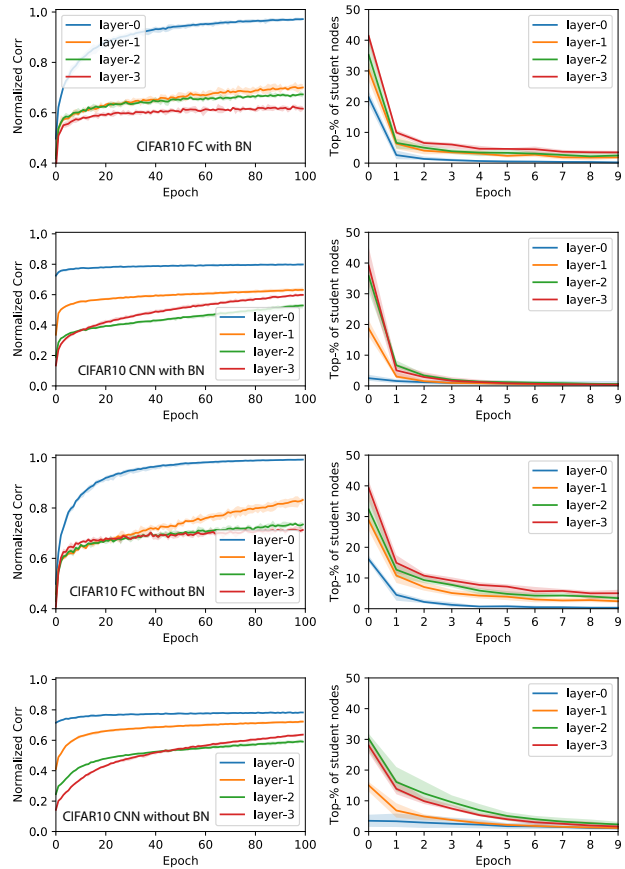 1.0
0.8
0.6
0.4
Normalized Corr
layer-0
layer-1
layer-2
layer-3
CIFAR10 FC with BN
0 20 40 60 80 100
Epoch
50
40
30
20
10
0
Top-% of student nodes
layer-0
layer-1
layer-2
layer-3
0 1 2 3 4 5 6 7 8 9
Epoch
1.0
0.8
0.6
0.4
0.2
0.0
Normalized Corr
layer-0
layer-1
layer-2
layer-3
CIFAR10 CNN with BN
0 20 40 60 80 100
Epoch
50
40
30
20
10
0
Top-% of student nodes
layer-0
layer-1
layer-2
layer-3
0 1 2 3 4 5 6 7 8 9
Epoch
1.0
0.8
0.6
0.4
Normalized Corr
layer-0
layer-1
layer-2
layer-3
CIFAR10 FC without BN
0 20 40 60 80 100
Epoch
50
40
30
20
10
0
Top-% of student nodes
layer-0
layer-1
layer-2
layer-3
0 1 2 3 4 5 6 7 8 9
Epoch
1.0
0.8
0.6
0.4
0.2
0.0
Normalized Corr
layer-0
layer-1
layer-2
layer-3
CIFAR10 CNN without BN
0 20 40 60 80 100
Epoch
50
40
30
20
10
0
Top-% of student nodes
layer-0
layer-1
layer-2
layer-3
0 1 2 3 4 5 6 7 8 9
Epoch